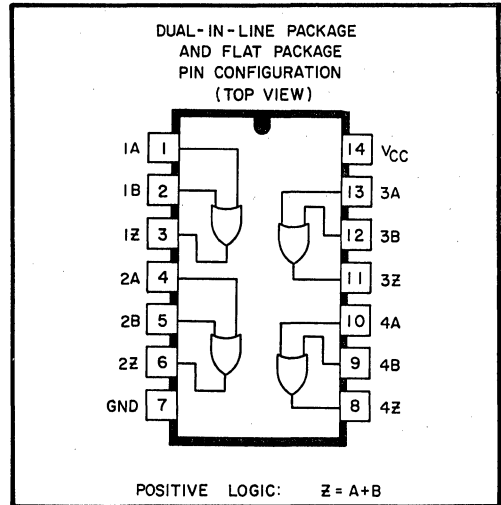 DUAL-IN-LINE PACKAGE
AND FLAT PACKAGE
PIN CONFIGURATION
(TOP VIEW)
1A 1 14 VCC
1B 2 13 3A
1Z 3 12 3B
2A 4 11 3Z
2B 5 10 4A
2Z 6 9 4B
GND 7 8 4Z
POSITIVE LOGIC: Z = A+B